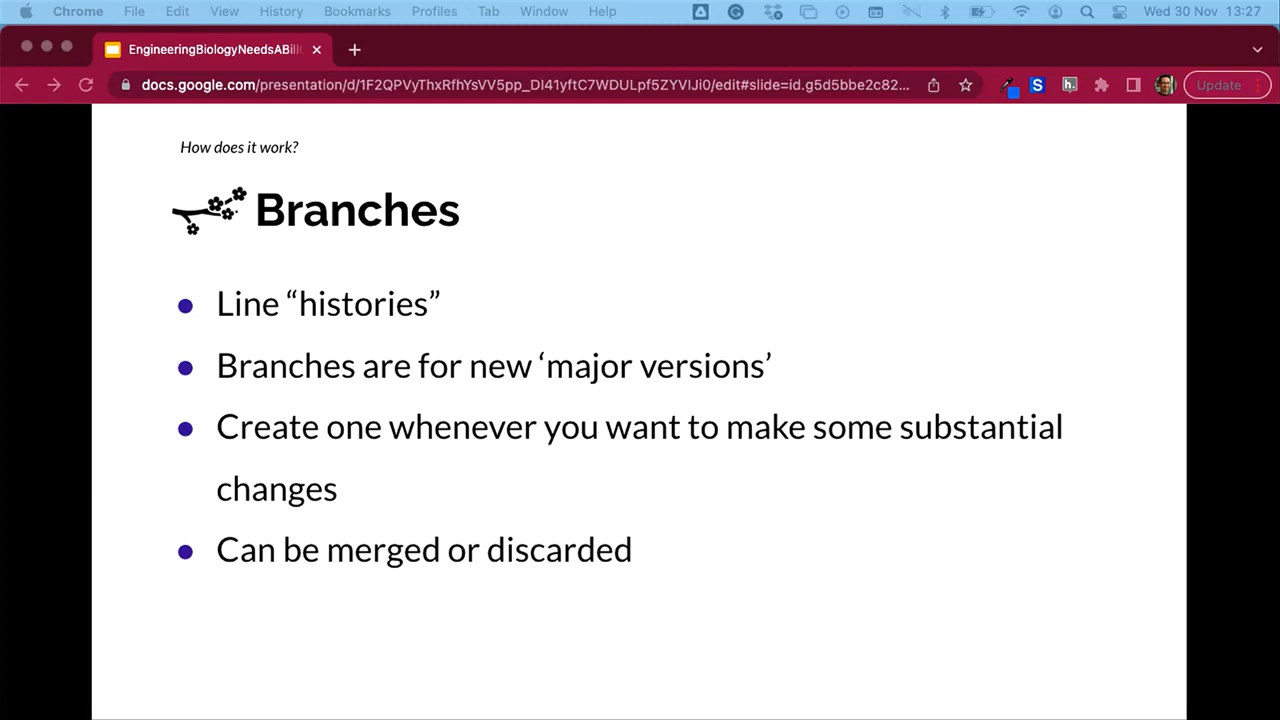 Chrome File Edit View History Bookmarks Profiles Tab Window Help Wed 30 Nov 13:27
EngineeringBiologyNeedsABill
docs.google.com/presentation/d/1F2QPVyThxRfhYsVV5pp_DI41yftC7WDULpf5ZYVIJi0/edit#slide=id.g5d5bbe2c82... S h. Update
How does it work?
Branches
Line “histories”
Branches are for new ‘major versions’
Create one whenever you want to make some substantial
changes
Can be merged or discarded